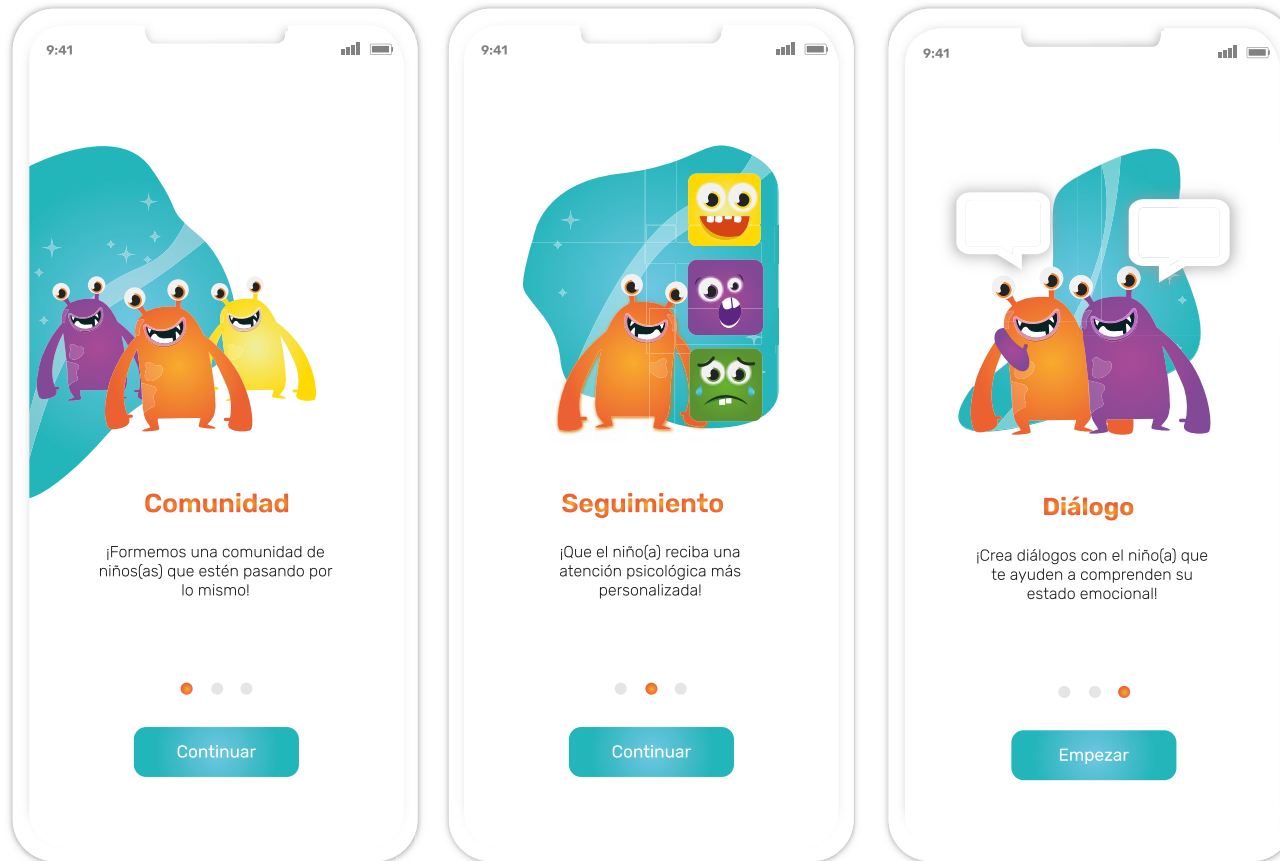 9:41
Comunidad
¡Formemos una comunidad de
niños(as) que estén pasando por
lo mismo!
Continuar
9:41
Seguimiento
¡Que el niño(a) reciba una
atención psicológica más
personalizada!
Continuar
9:41
Diálogo
¡Crea diálogos con el niño(a) que
te ayuden a comprenden su
estado emocional!
Empezar